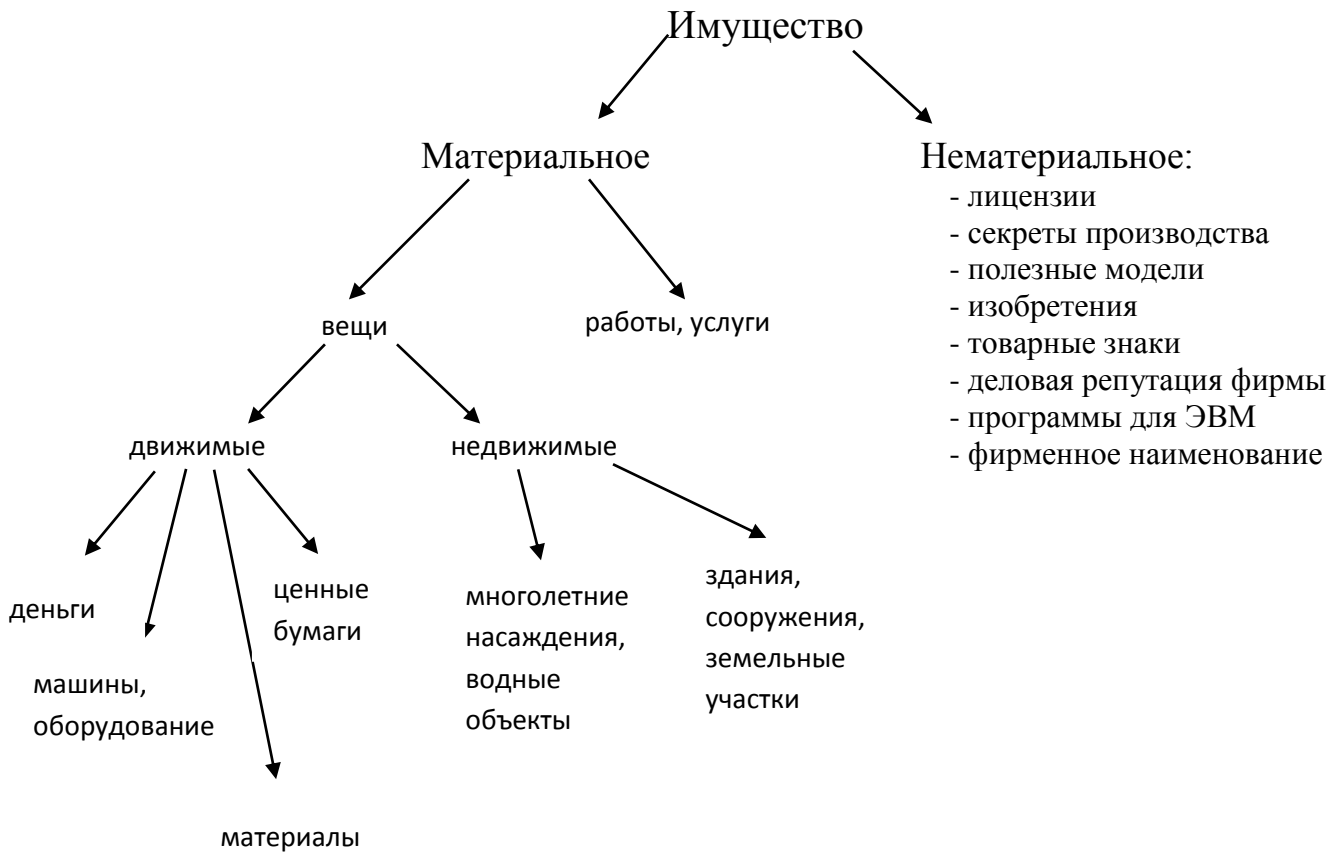 Имущество
Материальное
Нематериальное:
- лицензии
- секреты производства
- полезные модели
- изобретения
- товарные знаки
- деловая репутация фирмы
- программы для ЭВМ
- фирменное наименование
вещи
работы, услуги
движимые
недвижимые
деньги
машины,
оборудование
материалы
ценные
бумаги
многолетние
насаждения,
водные
объекты
здания,
сооружения,
земельные
участки